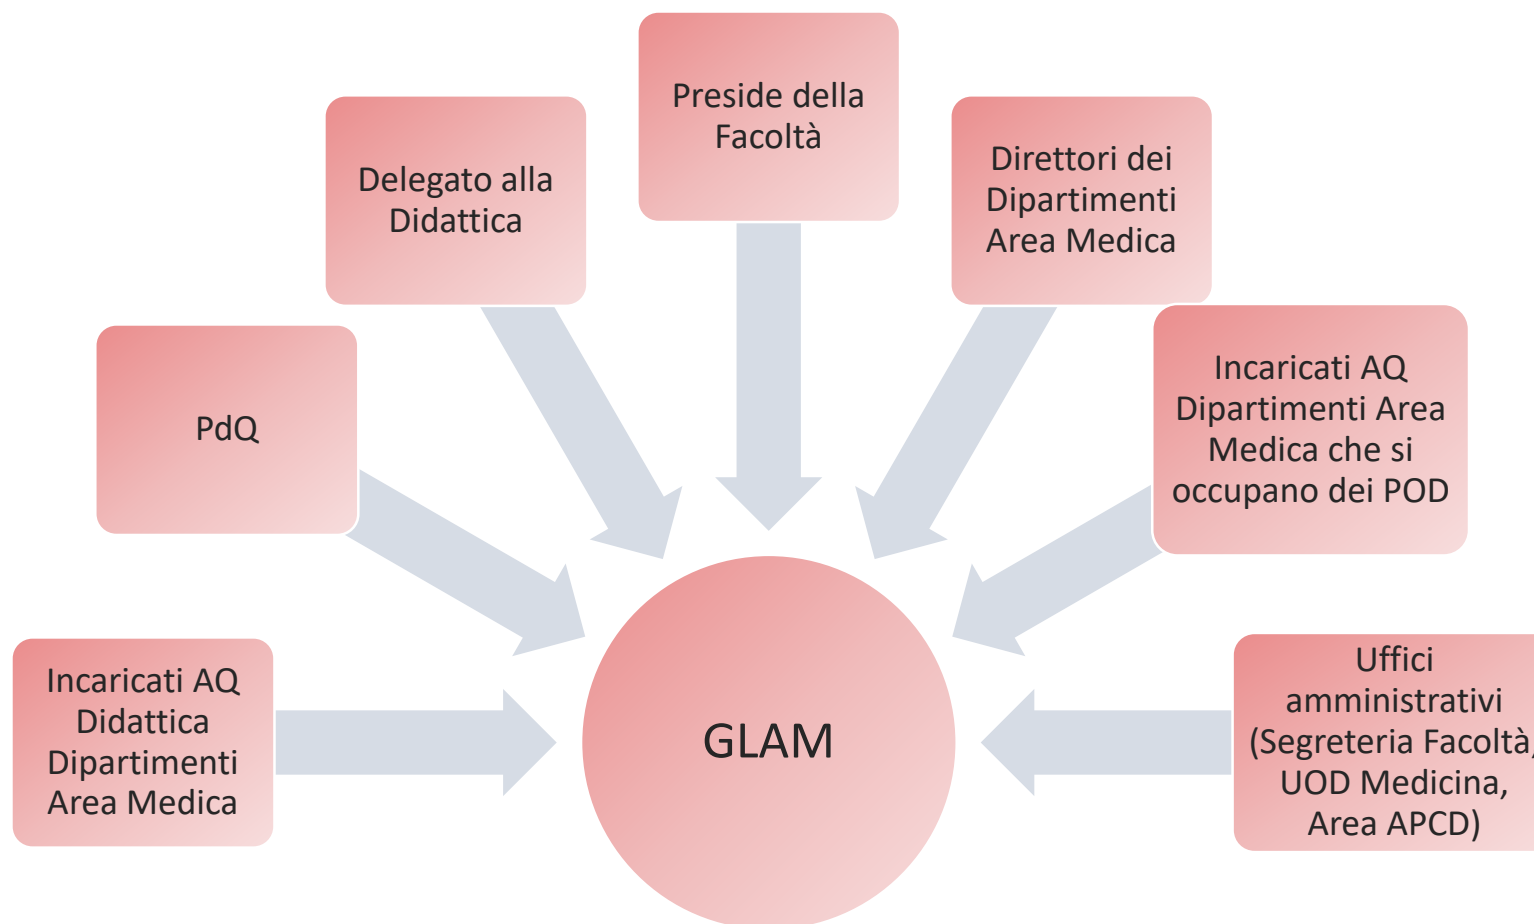 Preside della
Facoltà
Delegato alla
Didattica
Direttori dei
Dipartimenti
Area Medica
PdQ
Incaricati AQ
Dipartimenti Area
Medica che si
occupano dei POD
Incaricati AQ
Didattica
Dipartimenti
Area Medica
GLAM
Uffici
amministrativi
(Segreteria Facoltà,
UOD Medicina,
Area APCD)